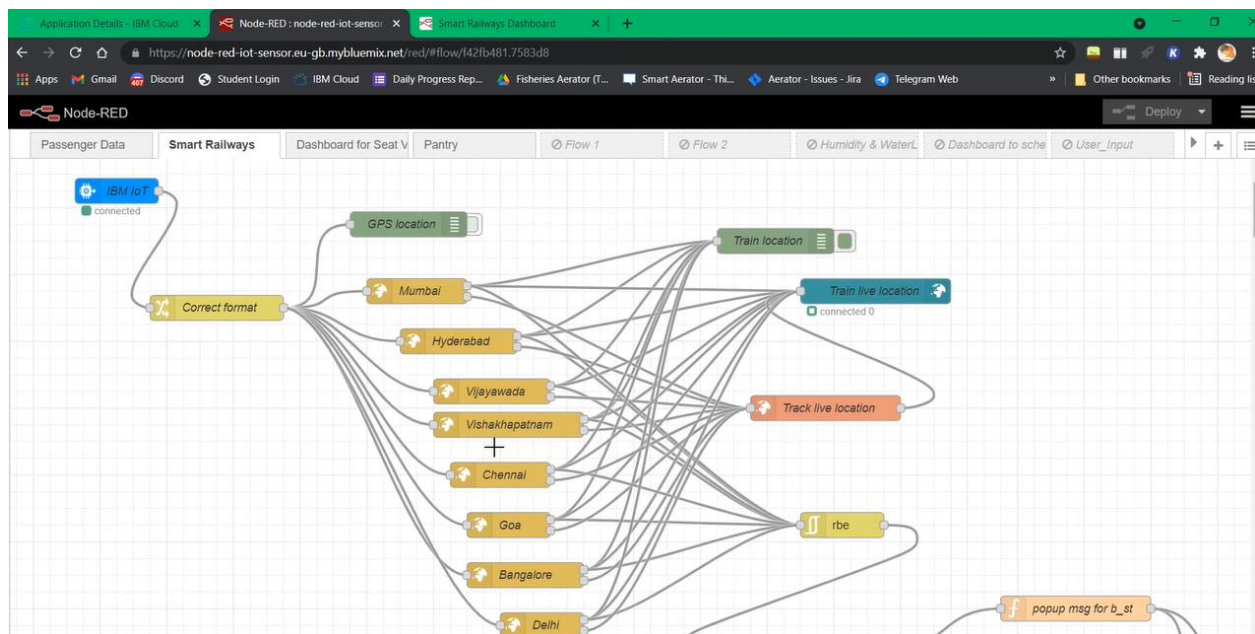 Application Details - IBM Cloud
Node-RED : node-red-iot-sensor
Smart Railways Dashboard
https://node-red-iot-sensor.eu-gb.mybluemix.net/red/#flow/f42fb481.7583d8
K
Apps Gmail 407 Discord Student Login IBM Cloud Daily Progress Rep... Fisheries Aerator (T... Smart Aerator - Thi... Aerator - Issues - Jira Telegram Web » Other bookmarks Reading lis
Node-RED Deploy
Passenger Data Smart Railways Dashboard for Seat V Pantry Flow 1 Flow 2 Humidity & WaterL Dashboard to sche User_Input
IBM IoT
connected
GPS location
Train location
Mumbai
Train live location
Correct format
connected 0
Hyderabad
Vijayawada
Track live location
Vishakhapatnam
Chennai
Goa
rbe
Bangalore
popup msg for b_st
Delhi